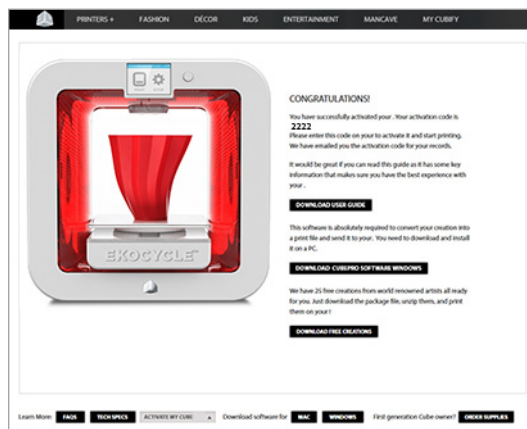 PRINTERS + FASHION DÉCOR KIDS ENTERTAINMENT MANCAVE MY CUBIFY
EKOCYCLE™
CONGRATULATIONS!
You have successfully activated your . Your activation code is
2222
Please enter this code on your to activate it and start printing.
We have emailed you the activation code for your records.
It would be great if you can read this guide as it has some key
information that makes sure you have the best experience with
your .
DOWNLOAD USER GUIDE
This software is absolutely required to convert your creation into
a print file and send it to your . You need to download and install
it on a PC.
DOWNLOAD CUBEPRO SOFTWARE WINDOWS
We have 25 free creations from world renowned artists all ready
for you. Just download the package file, unzip them, and print
them on your !
DOWNLOAD FREE CREATIONS
Learn More: FAQS TECH SPECS ACTIVATE MY CUBE Download software for MAC WINDOWS First generation Cube owner? ORDER SUPPLIES